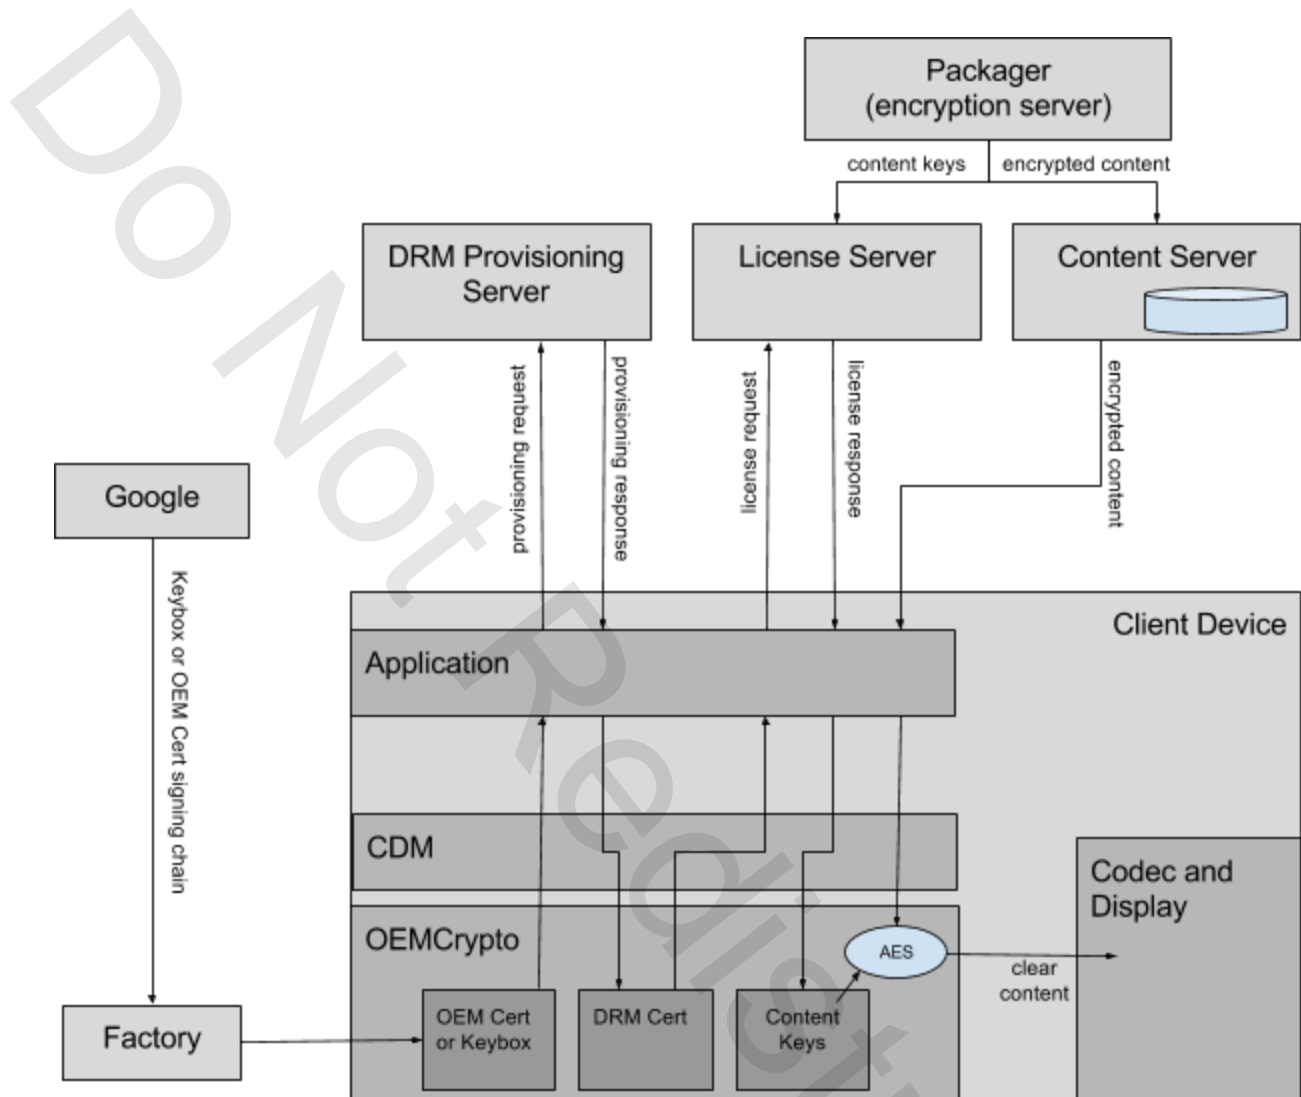 Packager
(encryption server)
content keys
encrypted content
DRM Provisioning
Server
License Server
Content Server
provisioning request
provisioning response
license request
license response
encrypted content
Google
Keybox or OEM Cert signing chain
Client Device
Application
CDM
Codec and
Display
OEMCrypto
AES
clear
content
Factory
OEM Cert
or Keybox
DRM Cert
Content
Keys
Do Not